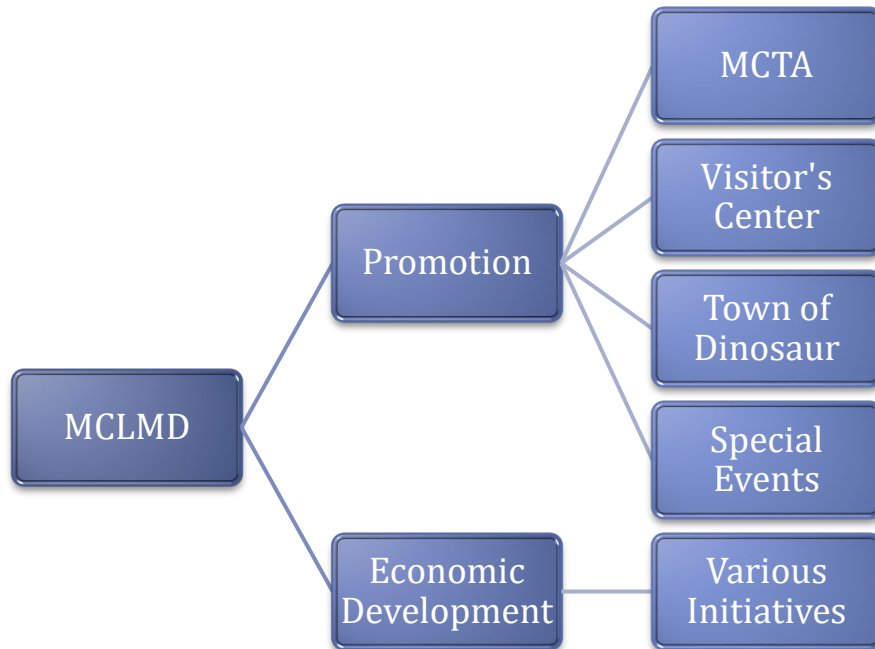 MCLMD
Promotion
MCTA
Visitor's
Center
Town of
Dinosaur
Special
Events
Economic
Development
Various
Initiatives